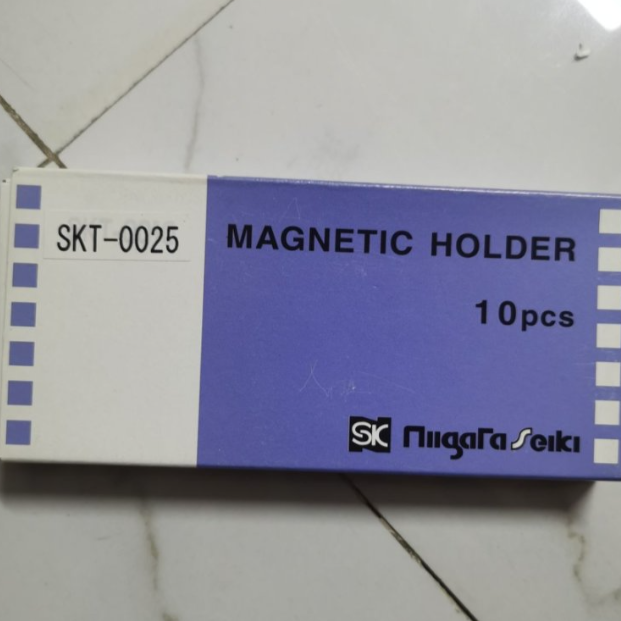 SKT-0025
MAGNETIC HOLDER
10pcs
SK Niigata Seiki